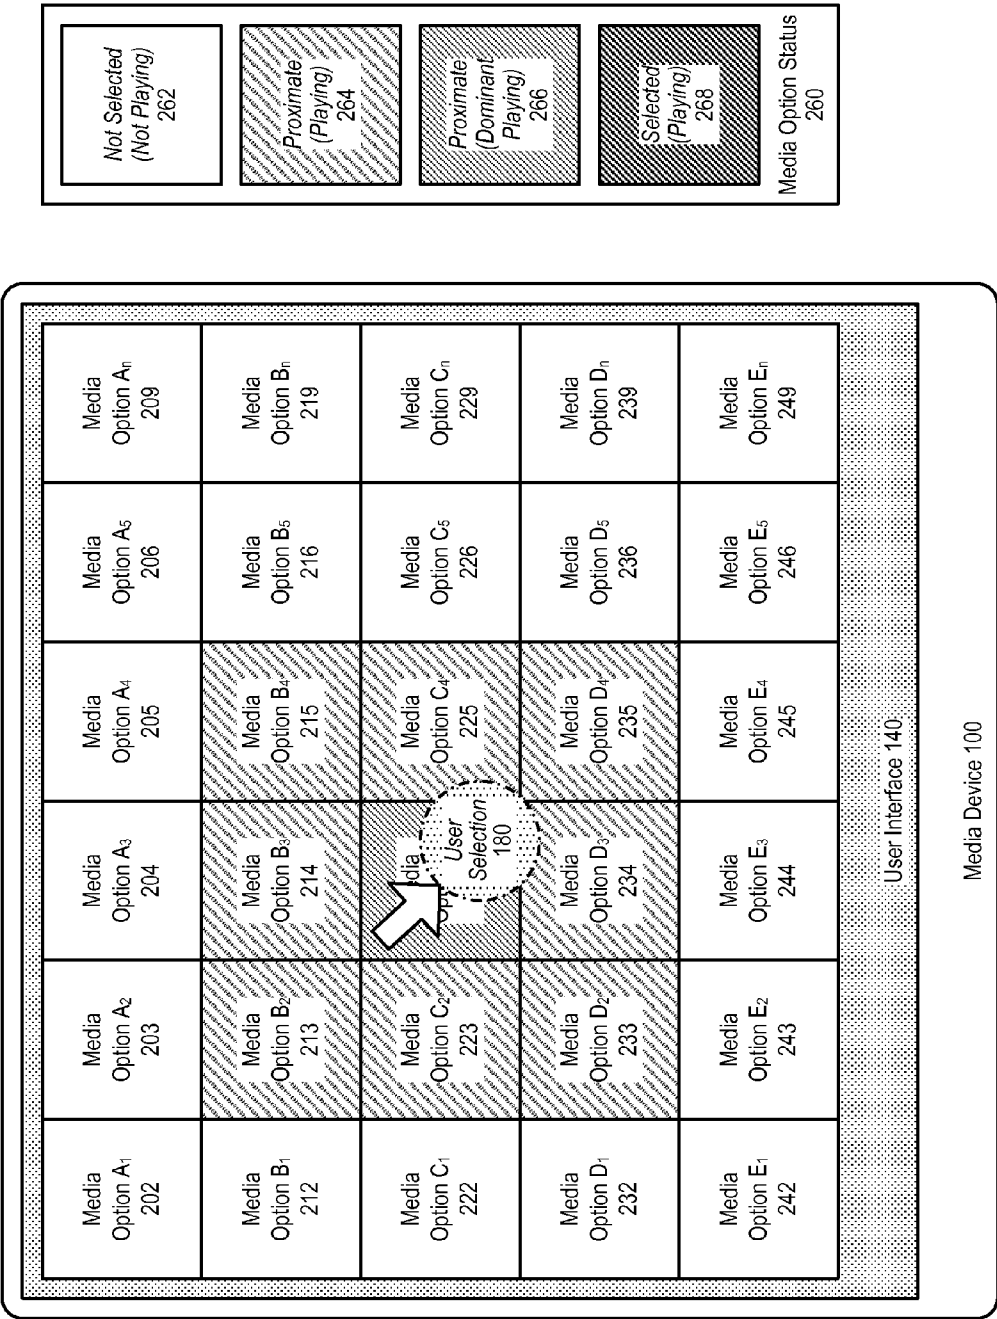 Media
Option A1
202
Media
Option A2
203
Media
Option A3
204
Media
Option A4
205
Media
Option A5
206
Media
Option An
209
Media
Option B1
212
Media
Option B2
213
Media
Option B3
214
Media
Option B4
215
Media
Option B5
216
Media
Option Bn
219
Media
Option C1
222
Media
Option C2
223
User
Selection
180
Media
Option C4
225
Media
Option C5
226
Media
Option Cn
229
Media
Option D1
232
Media
Option D2
233
Media
Option D3
234
Media
Option D4
235
Media
Option D5
236
Media
Option Dn
239
Media
Option E1
242
Media
Option E2
243
Media
Option E3
244
Media
Option E4
245
Media
Option E5
246
Media
Option En
249
User Interface 140
Media Device 100
Not Selected
(Not Playing)
262
Proximate
(Playing)
264
Proximate
(Dominant
Playing)
266
Selected
(Playing)
268
Media Option Status
260